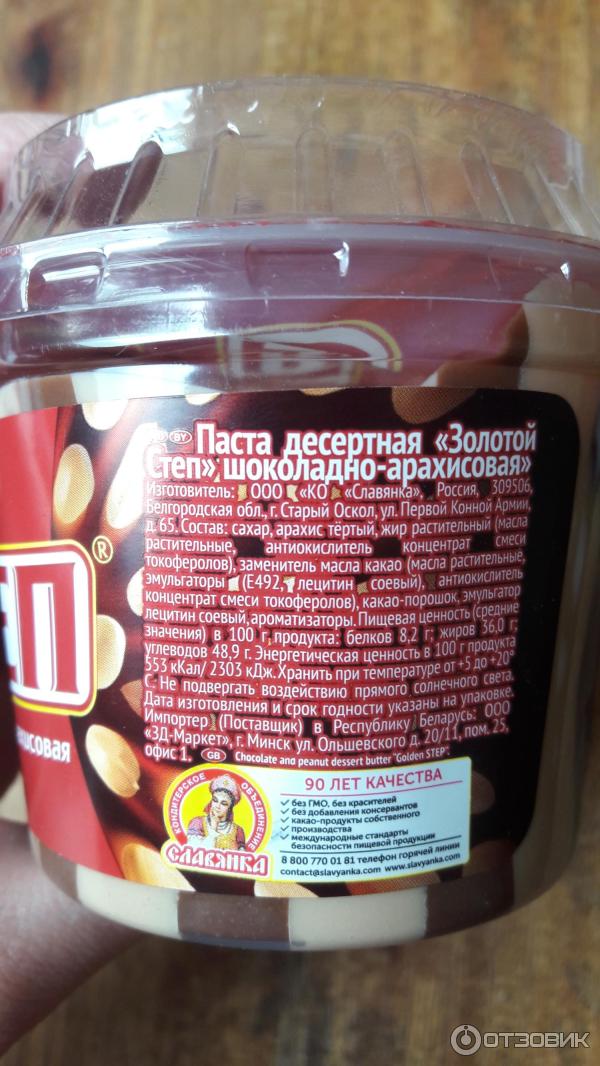 BY Паста десертная «Золотой
Степ» шоколадно-арахисовая»
Изготовитель: ООО «КО «Славянка», Россия, 309506,
Белгородская обл., г. Старый Оскол, ул. Первой Конной Армии,
д. 65. Состав: сахар, арахис тёртый, жир растительный (масла
растительные, антиокислитель концентрат смеси
токоферолов), заменитель масла какао (масла растительные,
эмульгаторы (E492, лецитин соевый), антиокислитель
концентрат смеси токоферолов), какао-порошок, эмульгатор
лецитин соевый, ароматизаторы. Пищевая ценность (средние
значения) в 100 г продукта: белков 8,2 г; жиров 36,0 г;
углеводов 48,9 г. Энергетическая ценность в 100 г продукта
553 кКал/ 2303 кДж. Хранить при температуре от +5 до +20°
С. Не подвергать воздействию прямого солнечного света.
Дата изготовления и срок годности указаны на упаковке.
Импортер (Поставщик) в Республику Беларусь: ООО
«ЗД-Маркет», г. Минск ул. Ольшевского д. 20/11, пом. 25,
офис 1. GB Chocolate and peanut dessert butter "Golden STEP".
®
ЕП
исовая
КОНДИТЕРСКОЕ ОБЪЕДИНЕНИЕ
СЛАВЯНКА
90 ЛЕТ КАЧЕСТВА
✓ без ГМО, без красителей
✓ без добавления консервантов
✓ какао-продукты собственного
✓ производства
✓ международные стандарты
безопасности пищевой продукции
8 800 770 01 81 телефон горячей линии
contact@slavyanka.com www.slavyanka.com
ОТЗОВИК